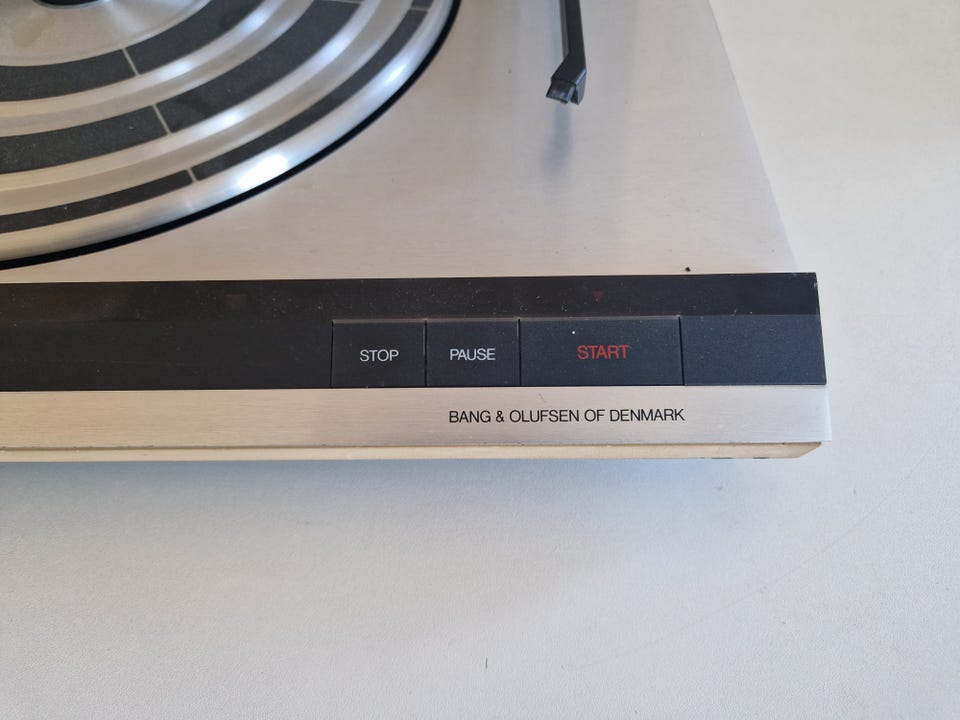 STOP PAUSE START
BANG & OLUFSEN OF DENMARK